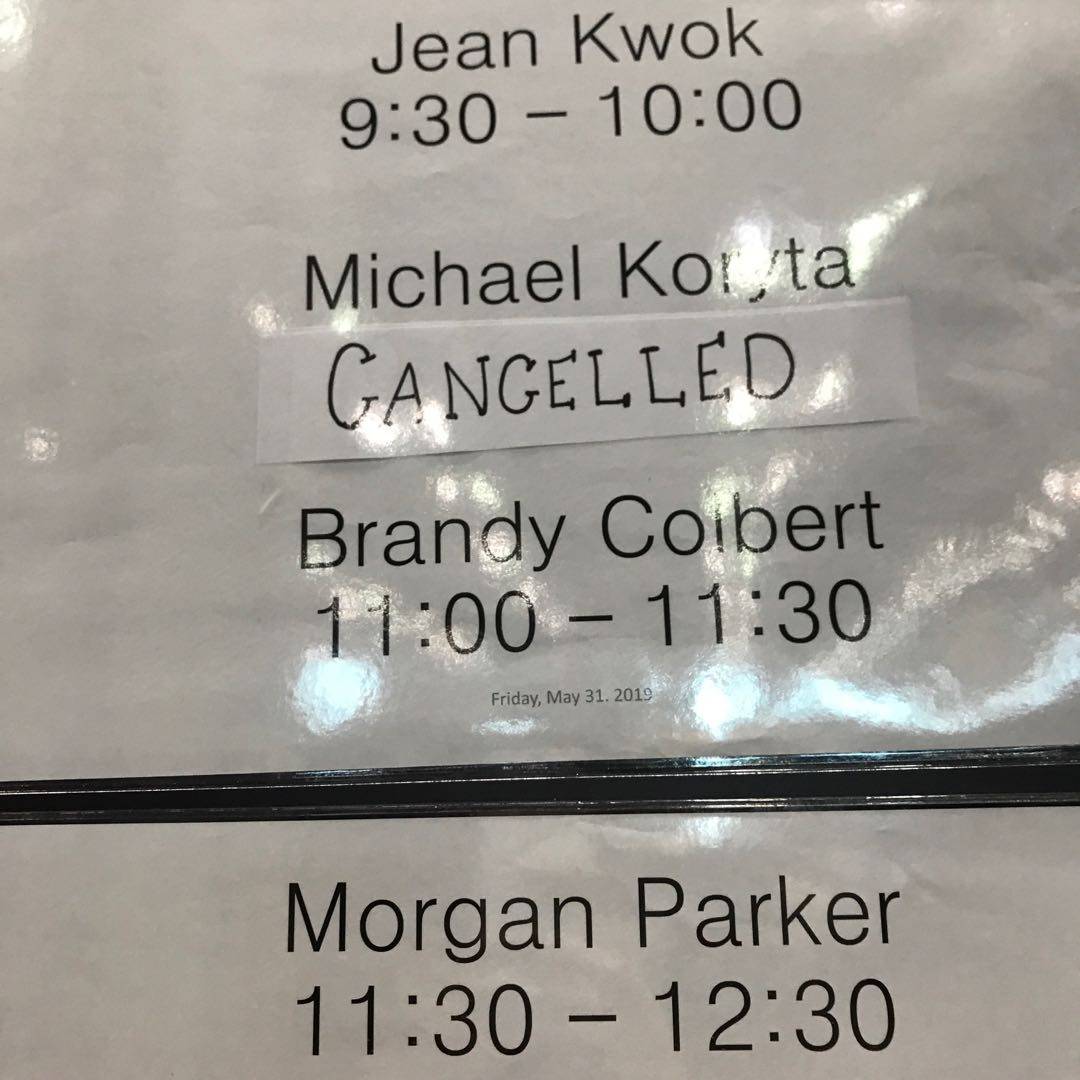 Jean Kwok
9:30 – 10:00
Michael Koryta
CANCELLED
Brandy Colbert
11:00 – 11:30
Friday, May 31. 2019
Morgan Parker
11:30 – 12:30